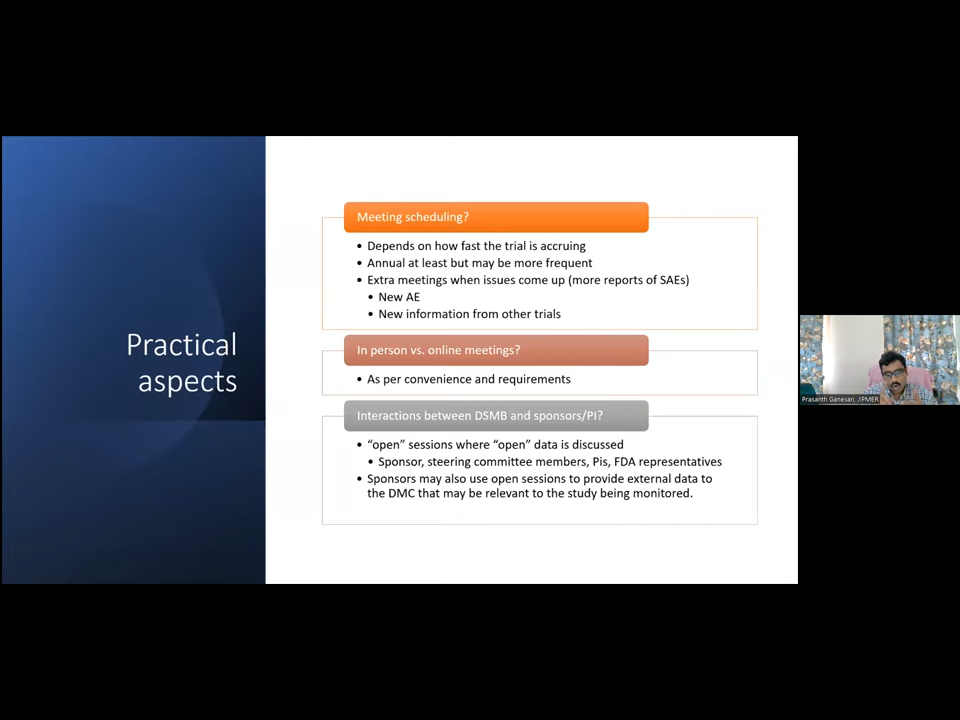 Practical
aspects
Meeting scheduling?
• Depends on how fast the trial is accruing
• Annual at least but may be more frequent
• Extra meetings when issues come up (more reports of SAEs)
• New AE
• New information from other trials
In person vs. online meetings?
• As per convenience and requirements
Interactions between DSMB and sponsors/PI?
• “open” sessions where “open” data is discussed
• Sponsor, steering committee members, Pis, FDA representatives
• Sponsors may also use open sessions to provide external data to
the DMC that may be relevant to the study being monitored.
Prasanth Ganesan, JIPMER